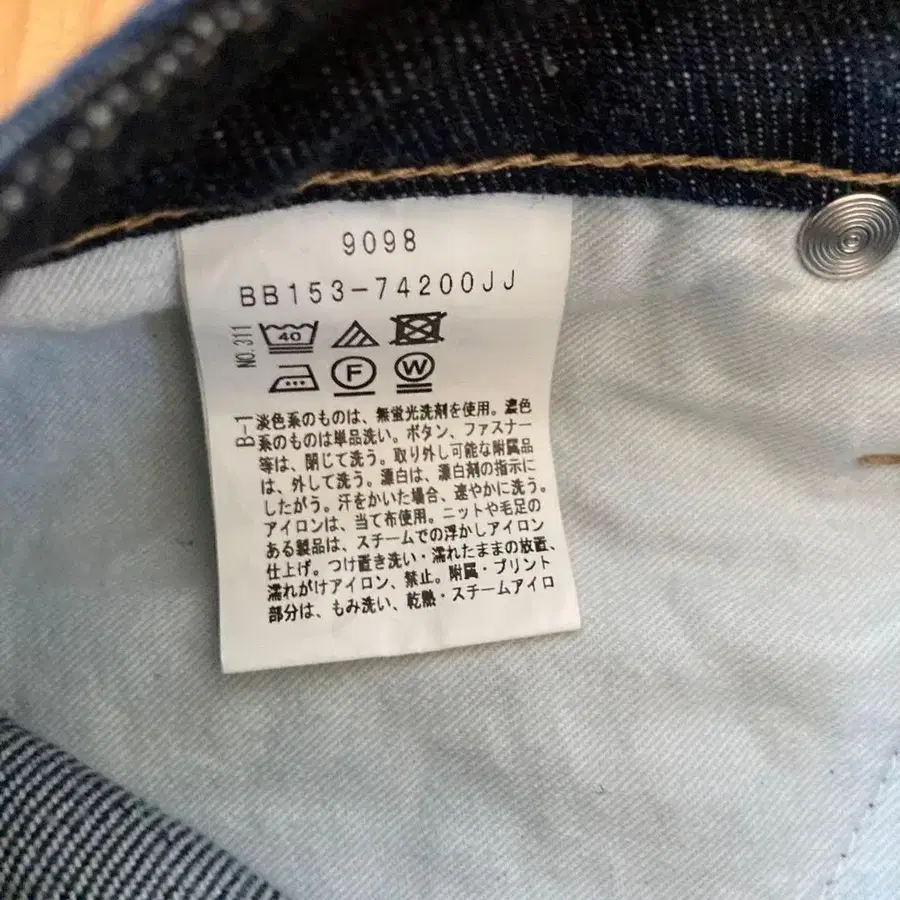 9098
BB153-74200JJ
NO.311
40
F
W
B-1
淡色系のものは、無蛍光洗剤を使用。濃色
系のものは単品洗い。ボタン、ファスナー
等は、閉じて洗う。取り外し可能な附属品
は、外して洗う。漂白は、漂白剤の指示に
したがう。汗をかいた場合、速やかに洗う。
アイロンは、当て布使用。ニットや毛足の
ある製品は、スチームでの浮かしアイロン
仕上げ。つけ置き洗い・濡れたままの放置、
濡れがけアイロン、禁止。附属・プリント
部分は、もみ洗い、乾熱・スチームアイロ